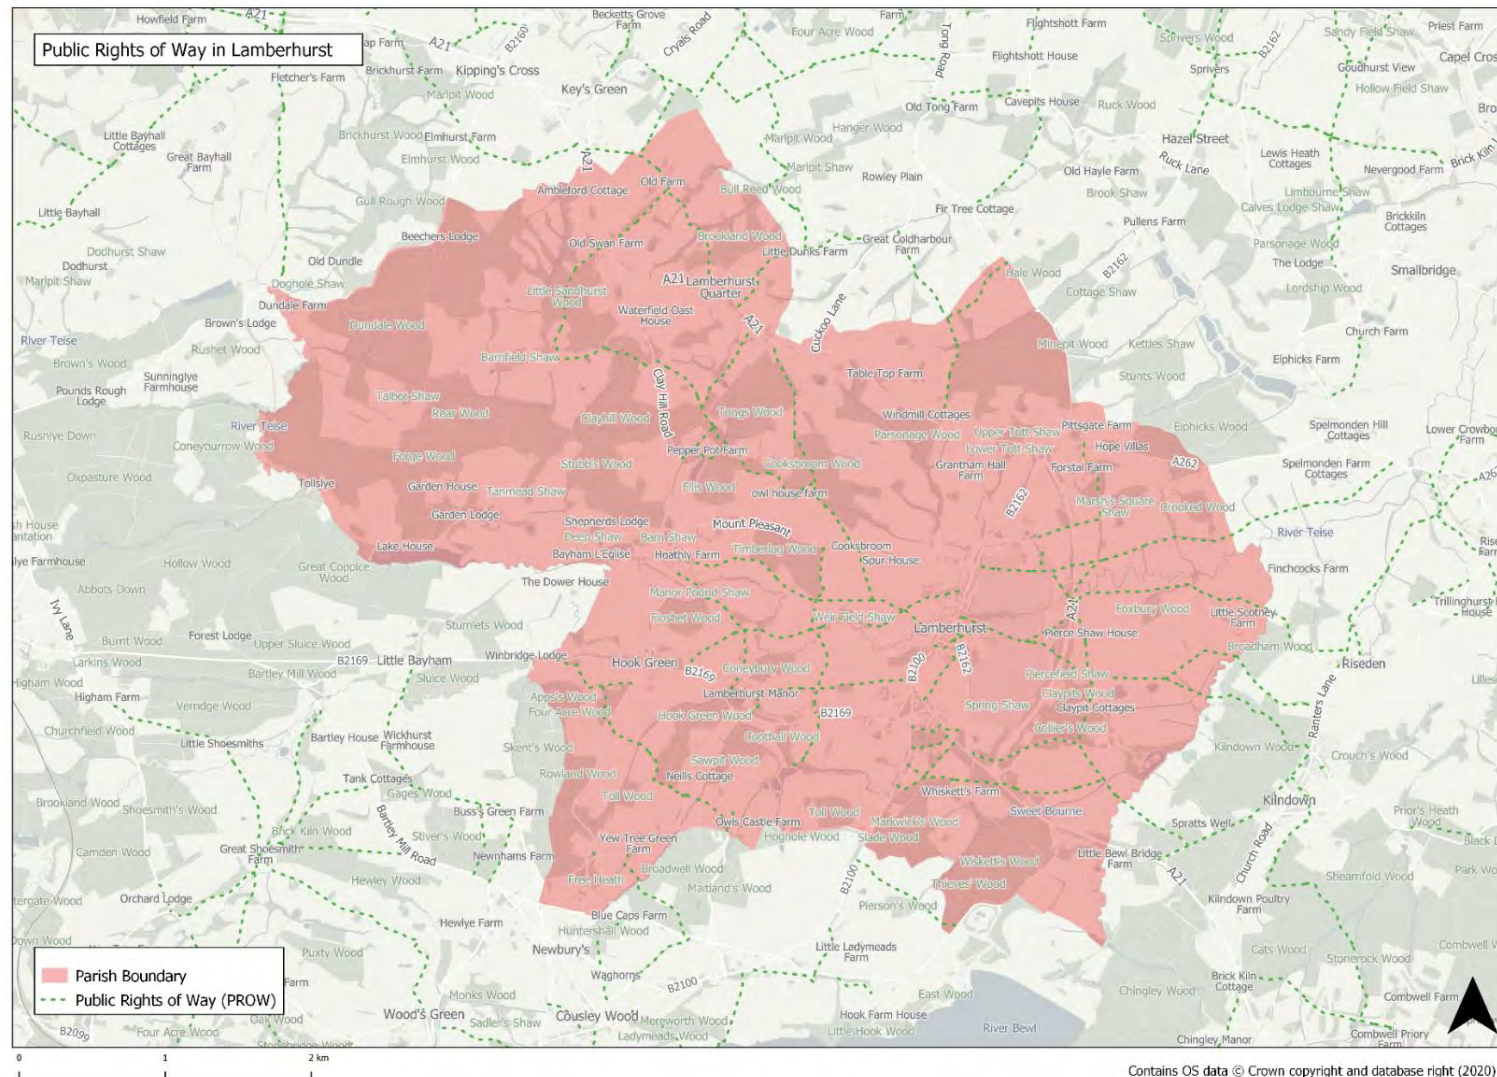 Public Rights of Way in Lamberhurst
Howfield Farm
A21
Becketts Grove
Farm
Cryals Road
Four Acre Wood
Farm
Tong Road
Flightshott Farm
Sprivers Wood
B2162
Sandy Field Shaw
Priest Farm
A21
B2160
Flightshott House
Sprivers
Goudhurst View
Capel Cros
Fletcher's Farm
Brickhurst Farm
Kipping's Cross
Key's Green
Hollow Field Shaw
Marlpit Wood
Old Tong Farm
Cavepits House
Ruck Wood
Little Bayhall
Cottages
Brickhurst Wood
Elmhurst Farm
Marlpit Wood
Hanger Wood
Hazel Street
Great Bayhall
Farm
Elmhurst Wood
A21
Marlpit Shaw
Rowley Plain
Old Hayle Farm
Ruck Lane
Lewis Heath
Cottages
Nevergood Farm
Ambleford Cottage
Old Farm
Bull Reed Wood
Brook Shaw
Limbourne Shaw
Little Bayhall
Gull Rough Wood
Fir Tree Cottage
Pullens Farm
Calves Lodge Shaw
Brickkiln
Cottages
Beechers Lodge
Old Swan Farm
Brookland Wood
Great Coldharbour
Farm
Parsonage Wood
Dodhurst Shaw
Dodhurst
Old Dundle
Little Dunks Farm
B2162
The Lodge
Smallbridge
Marlpit Shaw
Doghole Shaw
A21
Lamberhurst
Quarter
Cottage Shaw
Lordship Wood
Dundale Farm
Little Sandhurst
Wood
Waterfield Oast
House
Cuckoo Lane
Brown's Lodge
Dundale Wood
A21
Church Farm
River Teise
Rushet Wood
Minepit Wood
Kettles Shaw
Brown's Wood
Barnfield Shaw
Elphicks Farm
Sunninglye
Farmhouse
Clay Hill Road
Table Top Farm
Stunts Wood
Pounds Rough
Lodge
Talbot Shaw
Rear Wood
Clayhill Wood
Tongs Wood
Windmill Cottages
River Teise
Parsonage Wood
Upper Tott Shaw
Pittsgate Farm
Elphicks Wood
Spelmonden Hill
Cottages
Rushlye Down
Coneyburrow Wood
Pepper Pot Farm
Lower Tott Shaw
Hope Villas
Forge Wood
Stubb's Wood
Cooksbroom Wood
Grantham Hall
Farm
Forstal Farm
A262
Spelmonden Farm
Cottages
Oxpasture Wood
Tollslye
Garden House
Tanmead Shaw
Ellis Wood
owl house farm
B2162
Marsh's Square
Shaw
Crooked Wood
Garden Lodge
Shepherds Lodge
Mount Pleasant
River Teise
Deep Shaw
Barn Shaw
Timberlog Wood
Cooksbroom
Lake House
Bayham L'Eglise
Hoathly Farm
Spur House
Hollow Wood
Great Coppice
Wood
The Dower House
Finchcocks Farm
Abbots Down
Manor Pound Shaw
A21
Foxbury Wood
Ivy Lane
Floshet Wood
Weir Field Shaw
Little Scotney
Farm
Stumlets Wood
Lamberhurst
Pierce Shaw House
Burnt Wood
Forest Lodge
Upper Sluice Wood
Broadham Wood
Larkins Wood
B2169
Little Bayham
Winbridge Lodge
Hook Green
Coneybury Wood
B2100
B2162
Riseden
Higham Wood
Bartley Mill Wood
Sluice Wood
B2169
Piercefield Shaw
Higham Farm
Verridge Wood
Apps's Wood
Lamberhurst Manor
Claypits Wood
Four Acre Wood
Hook Green Wood
B2169
Spring Shaw
Claypit Cottages
Ranters Lane
Churchfield Wood
Bartley House
Wickhurst
Farmhouse
Collier's Wood
Little Shoesmiths
Skent's Wood
Copthall Wood
Kilndown Wood
Crouch's Wood
Sawpit Wood
Tank Cottages
Rowland Wood
Neills Cottage
Gages Wood
Toll Wood
Whiskett's Farm
Kilndown
Brookland Wood
Shoesmith's Wood
Buss's Green Farm
Toll Wood
Sweet Bourne
Prior's Heath
Wood
Bartley Mill Road
Owls Castle Farm
Markwick's Wood
Spratts Well
Brick Kiln Wood
Stiver's Wood
Yew Tree Green
Farm
Hognole Wood
Slade Wood
Great Shoesmith
Farm
Camden Wood
Newnhams Farm
Little Bewl Bridge
Farm
Church Road
Broadwell Wood
Wiskett's Wood
A21
Shearnfold Wood
Hewley Wood
Free Heath
Maitland's Wood
B2100
Thieves' Wood
Orchard Lodge
Pierson's Wood
Kilndown Poultry
Farm
Hewlye Farm
Blue Caps Farm
Huntershall Wood
Puxty Wood
Newbury's
Little Ladymeads
Farm
Cats Wood
Stonerock Wood
Parish Boundary
Waghorns
B2100
Brick Kiln
Cottage
Public Rights of Way (PROW)
Monks Wood
East Wood
Chingley Wood
Combwell Farm
Oak Wood
Wood's Green
Cousley Wood
Hook Farm House
B2099
Four Acre Wood
Sadler's Shaw
Mereworth Wood
Little Hook Wood
River Bewl
Ladymeads Wood
Chingley Manor
Combwell Priory
Farm
0 1 2 km
Contains OS data © Crown copyright and database right (2020)